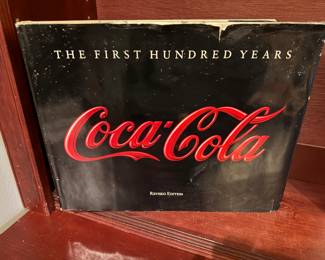 THE FIRST HUNDRED YEARS
Coca-Cola
REVISED EDITION